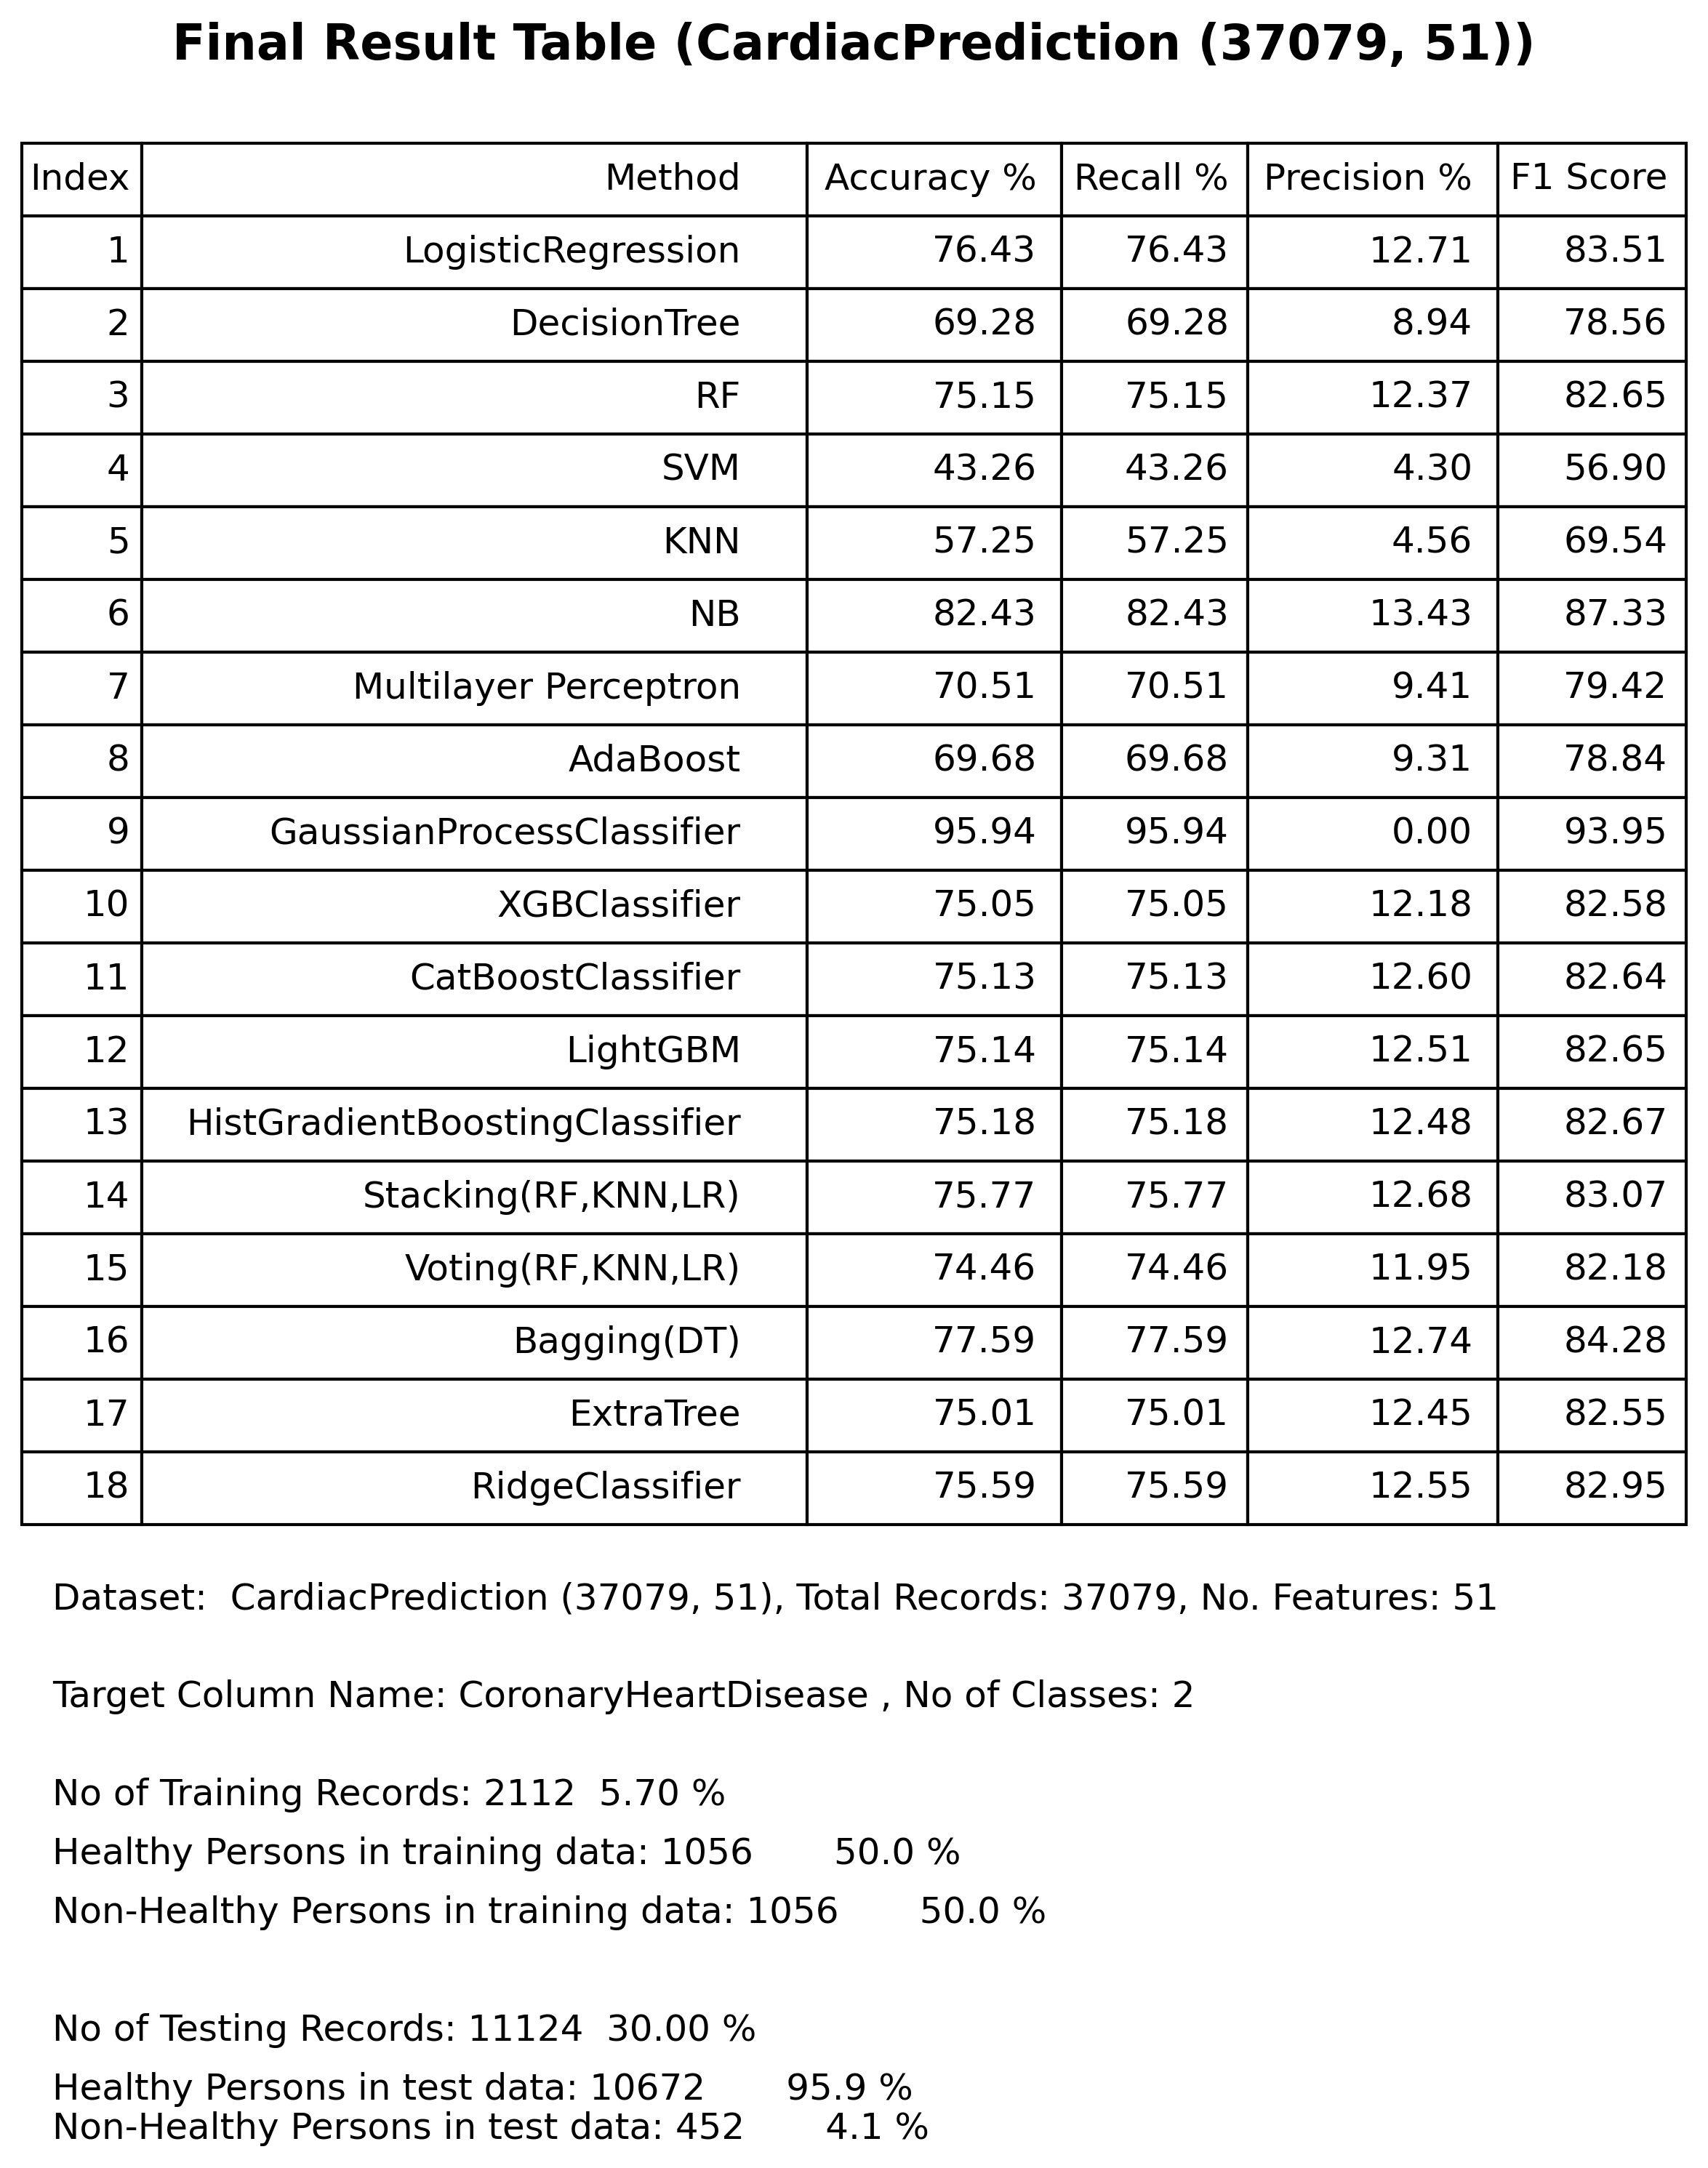 Final Result Table (CardiacPrediction (37079, 51))
Index Method Accuracy % Recall % Precision % F1 Score
1 LogisticRegression 76.43 76.43 12.71 83.51
2 DecisionTree 69.28 69.28 8.94 78.56
3 RF 75.15 75.15 12.37 82.65
4 SVM 43.26 43.26 4.30 56.90
5 KNN 57.25 57.25 4.56 69.54
6 NB 82.43 82.43 13.43 87.33
7 Multilayer Perceptron 70.51 70.51 9.41 79.42
8 AdaBoost 69.68 69.68 9.31 78.84
9 GaussianProcessClassifier 95.94 95.94 0.00 93.95
10 XGBClassifier 75.05 75.05 12.18 82.58
11 CatBoostClassifier 75.13 75.13 12.60 82.64
12 LightGBM 75.14 75.14 12.51 82.65
13 HistGradientBoostingClassifier 75.18 75.18 12.48 82.67
14 Stacking(RF,KNN,LR) 75.77 75.77 12.68 83.07
15 Voting(RF,KNN,LR) 74.46 74.46 11.95 82.18
16 Bagging(DT) 77.59 77.59 12.74 84.28
17 ExtraTree 75.01 75.01 12.45 82.55
18 RidgeClassifier 75.59 75.59 12.55 82.95
Dataset: CardiacPrediction (37079, 51), Total Records: 37079, No. Features: 51
Target Column Name: CoronaryHeartDisease , No of Classes: 2
No of Training Records: 2112 5.70 %
Healthy Persons in training data: 1056 50.0 %
Non-Healthy Persons in training data: 1056 50.0 %
No of Testing Records: 11124 30.00 %
Healthy Persons in test data: 10672 95.9 %
Non-Healthy Persons in test data: 452 4.1 %